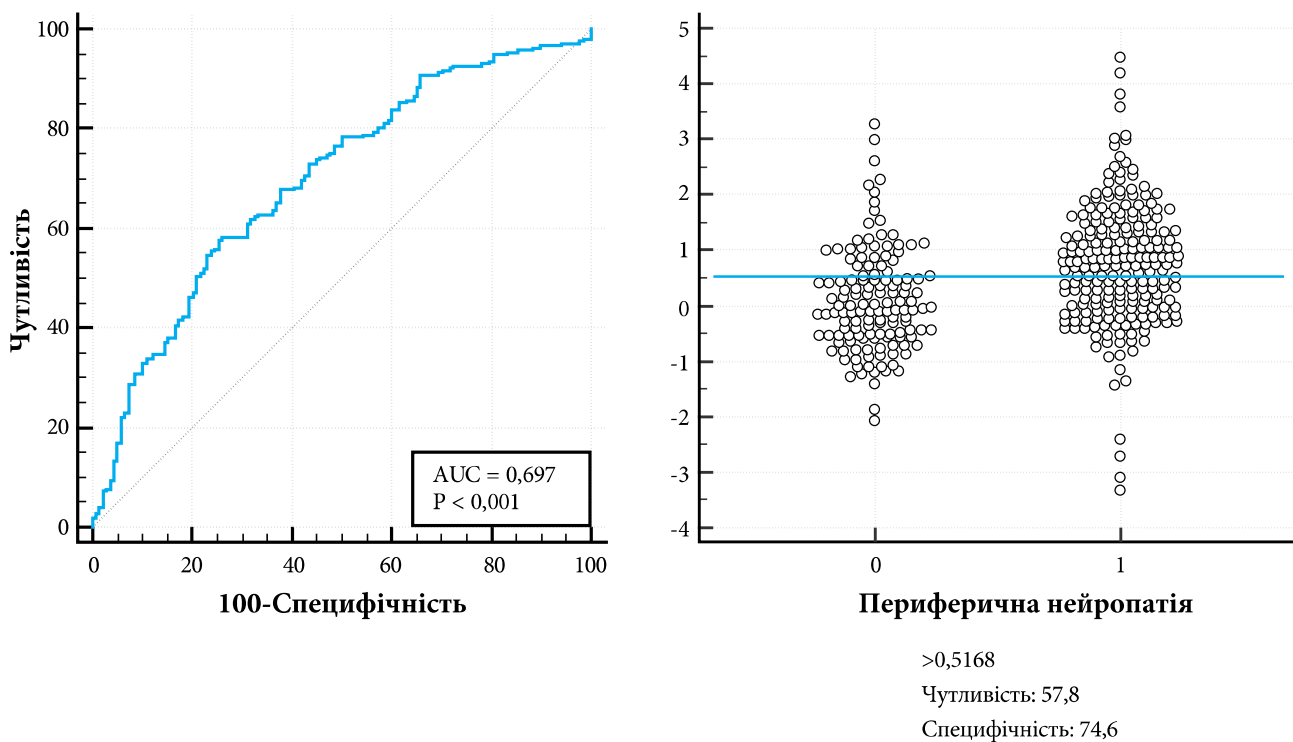 100
80
60
40
20
0
Чутливість
AUC = 0,697
P < 0,001
0 20 40 60 80 100
100-Специфічність
5
4
3
2
1
0
-1
-2
-3
-4
0 1
Периферична нейропатія
>0,5168
Чутливість: 57,8
Специфічність: 74,6